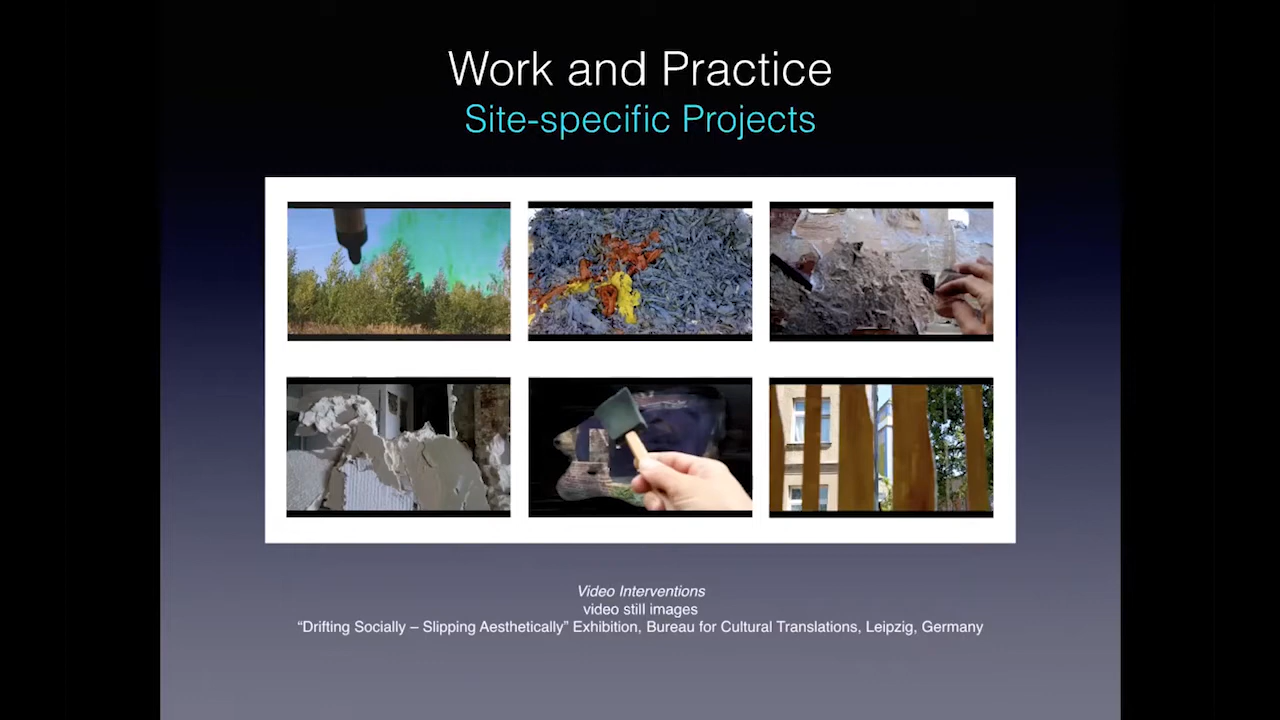 Work and Practice
Site-specific Projects
Video Interventions
video still images
“Drifting Socially – Slipping Aesthetically” Exhibition, Bureau for Cultural Translations, Leipzig, Germany